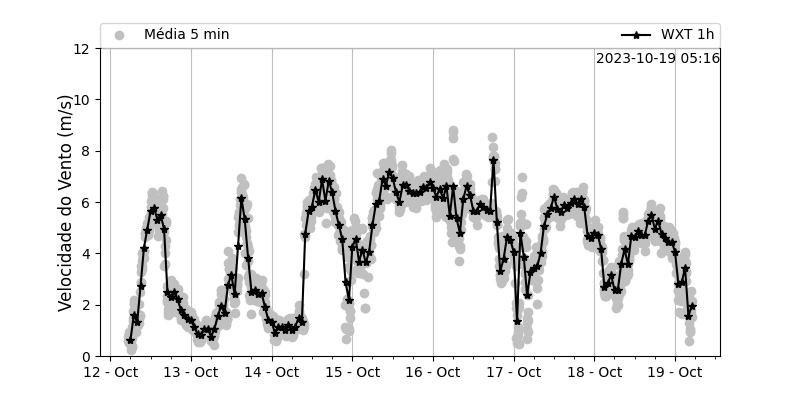 Média 5 min
WXT 1h
2023-10-19 05:16
Velocidade do Vento (m/s)
12
10
8
6
4
2
0
12 - Oct 13 - Oct 14 - Oct 15 - Oct 16 - Oct 17 - Oct 18 - Oct 19 - Oct